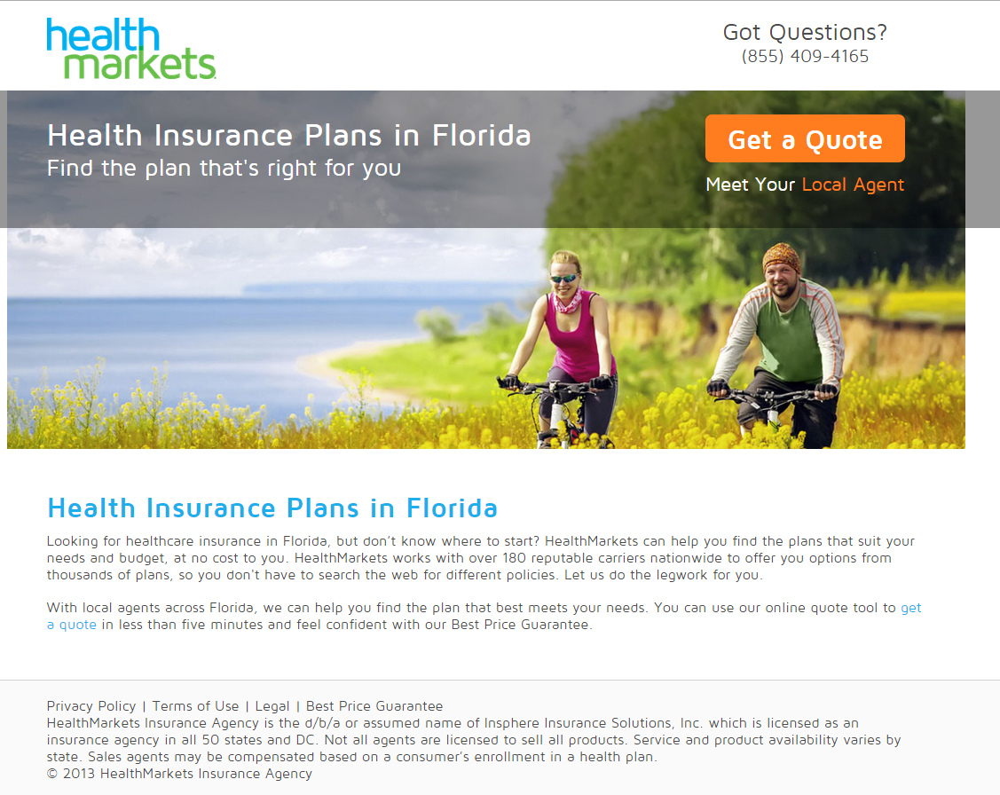 health
markets
Got Questions?
(855) 409-4165
Health Insurance Plans in Florida
Find the plan that's right for you
Get a Quote
Meet Your Local Agent
Health Insurance Plans in Florida
Looking for healthcare insurance in Florida, but don’t know where to start? HealthMarkets can help you find the plans that suit your
needs and budget, at no cost to you. HealthMarkets works with over 180 reputable carriers nationwide to offer you options from
thousands of plans, so you don't have to search the web for different policies. Let us do the legwork for you.
With local agents across Florida, we can help you find the plan that best meets your needs. You can use our online quote tool to get
a quote in less than five minutes and feel confident with our Best Price Guarantee.
Privacy Policy | Terms of Use | Legal | Best Price Guarantee
HealthMarkets Insurance Agency is the d/b/a or assumed name of Insphere Insurance Solutions, Inc. which is licensed as an
insurance agency in all 50 states and DC. Not all agents are licensed to sell all products. Service and product availability varies by
state. Sales agents may be compensated based on a consumer’s enrollment in a health plan.
© 2013 HealthMarkets Insurance Agency